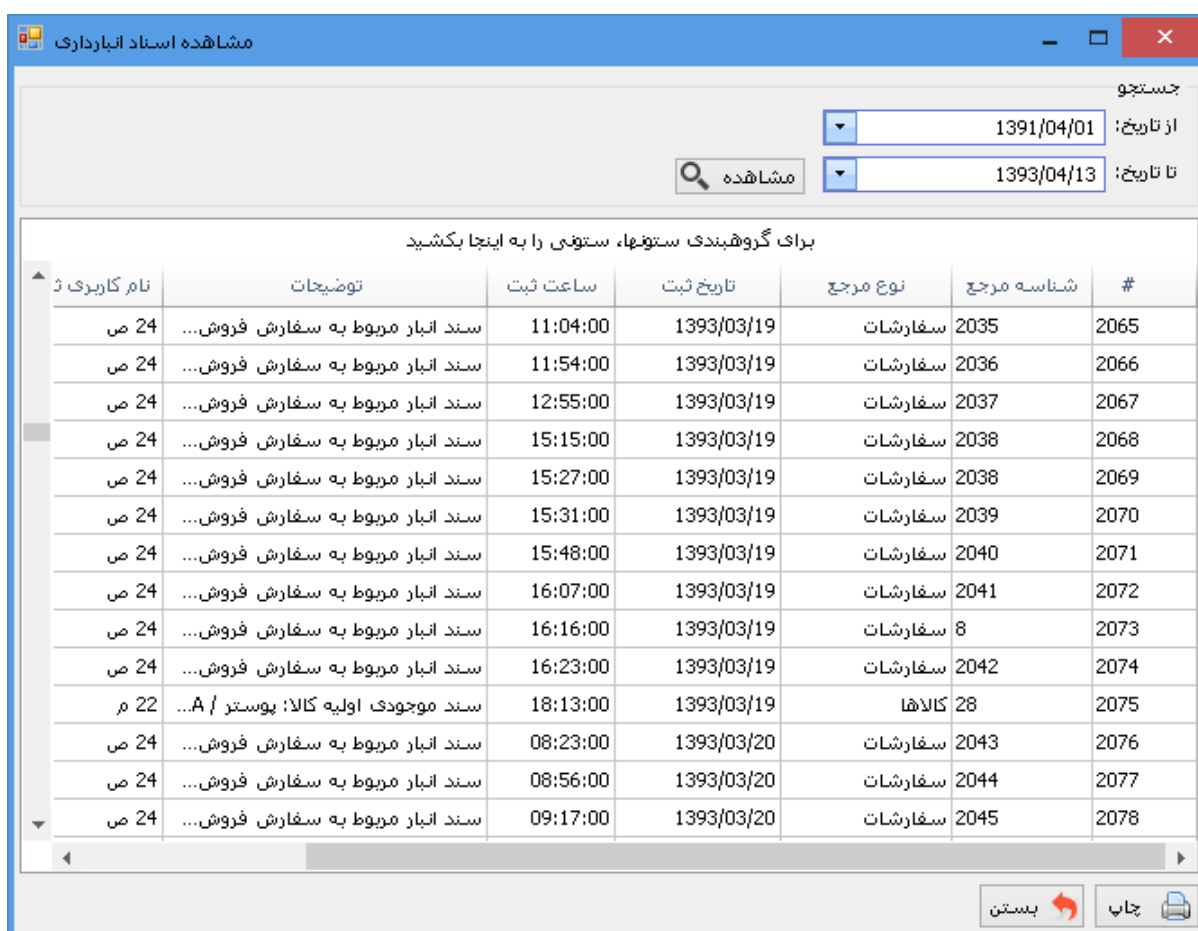 مشاهده اسناد انبارداری
جستجو
از تاریخ: 1391/04/01
تا تاریخ: 1393/04/13 مشاهده
برای گروهبندی ستونها، ستونی را به اینجا بکشید
# شناسه مرجع نوع مرجع تاریخ ثبت ساعت ثبت توضیحات نام کاربری ث
2065 2035 سفارشات 1393/03/19 11:04:00 سند انبار مربوط به سفارش فروش... 24 ص
2066 2036 سفارشات 1393/03/19 11:54:00 سند انبار مربوط به سفارش فروش... 24 ص
2067 2037 سفارشات 1393/03/19 12:55:00 سند انبار مربوط به سفارش فروش... 24 ص
2068 2038 سفارشات 1393/03/19 15:15:00 سند انبار مربوط به سفارش فروش... 24 ص
2069 2038 سفارشات 1393/03/19 15:27:00 سند انبار مربوط به سفارش فروش... 24 ص
2070 2039 سفارشات 1393/03/19 15:31:00 سند انبار مربوط به سفارش فروش... 24 ص
2071 2040 سفارشات 1393/03/19 15:48:00 سند انبار مربوط به سفارش فروش... 24 ص
2072 2041 سفارشات 1393/03/19 16:07:00 سند انبار مربوط به سفارش فروش... 24 ص
2073 8 سفارشات 1393/03/19 16:16:00 سند انبار مربوط به سفارش فروش... 24 ص
2074 2042 سفارشات 1393/03/19 16:23:00 سند انبار مربوط به سفارش فروش... 24 ص
2075 28 کالاها 1393/03/19 18:13:00 سند موجودی اولیه کالا: پوستر / A... 22 م
2076 2043 سفارشات 1393/03/20 08:23:00 سند انبار مربوط به سفارش فروش... 24 ص
2077 2044 سفارشات 1393/03/20 08:56:00 سند انبار مربوط به سفارش فروش... 24 ص
2078 2045 سفارشات 1393/03/20 09:17:00 سند انبار مربوط به سفارش فروش... 24 ص
چاپ بستن